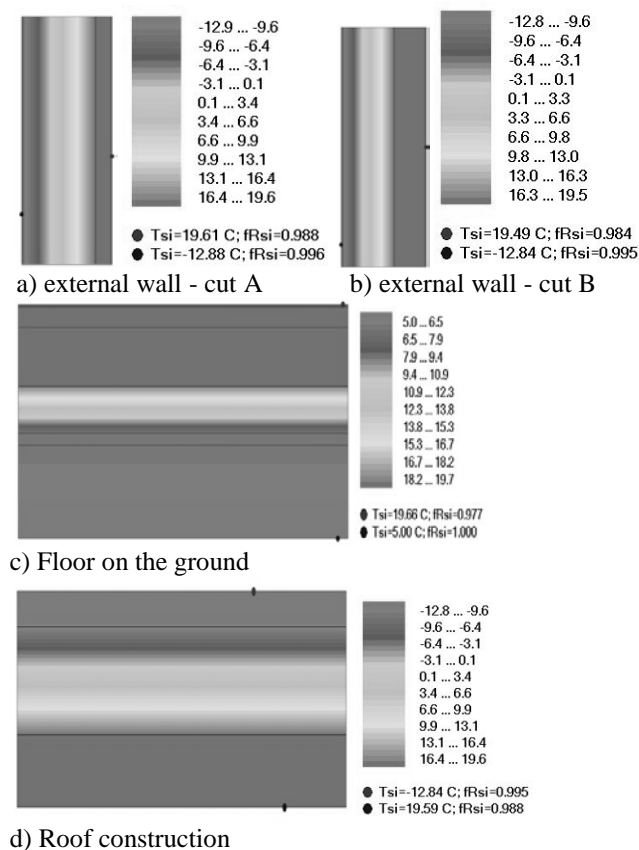 -12.9 ... -9.6
-9.6 ... -6.4
-6.4 ... -3.1
-3.1 ... 0.1
0.1 ... 3.4
3.4 ... 6.6
6.6 ... 9.9
9.9 ... 13.1
13.1 ... 16.4
16.4 ... 19.6
Tsi=19.61 C; fRsi=0.988
Tsi=-12.88 C; fRsi=0.996
a) external wall - cut A
-12.8 ... -9.6
-9.6 ... -6.4
-6.4 ... -3.1
-3.1 ... 0.1
0.1 ... 3.3
3.3 ... 6.6
6.6 ... 9.8
9.8 ... 13.0
13.0 ... 16.3
16.3 ... 19.5
Tsi=19.49 C; fRsi=0.984
Tsi=-12.84 C; fRsi=0.995
b) external wall - cut B
5.0 ... 6.5
6.5 ... 7.9
7.9 ... 9.4
9.4 ... 10.9
10.9 ... 12.3
12.3 ... 13.8
13.8 ... 15.3
15.3 ... 16.7
16.7 ... 18.2
18.2 ... 19.7
Tsi=19.66 C; fRsi=0.977
Tsi=5.00 C; fRsi=1.000
c) Floor on the ground
-12.8 ... -9.6
-9.6 ... -6.4
-6.4 ... -3.1
-3.1 ... 0.1
0.1 ... 3.4
3.4 ... 6.6
6.6 ... 9.9
9.9 ... 13.1
13.1 ... 16.4
16.4 ... 19.6
Tsi=-12.84 C; fRsi=0.995
Tsi=19.59 C; fRsi=0.988
d) Roof construction